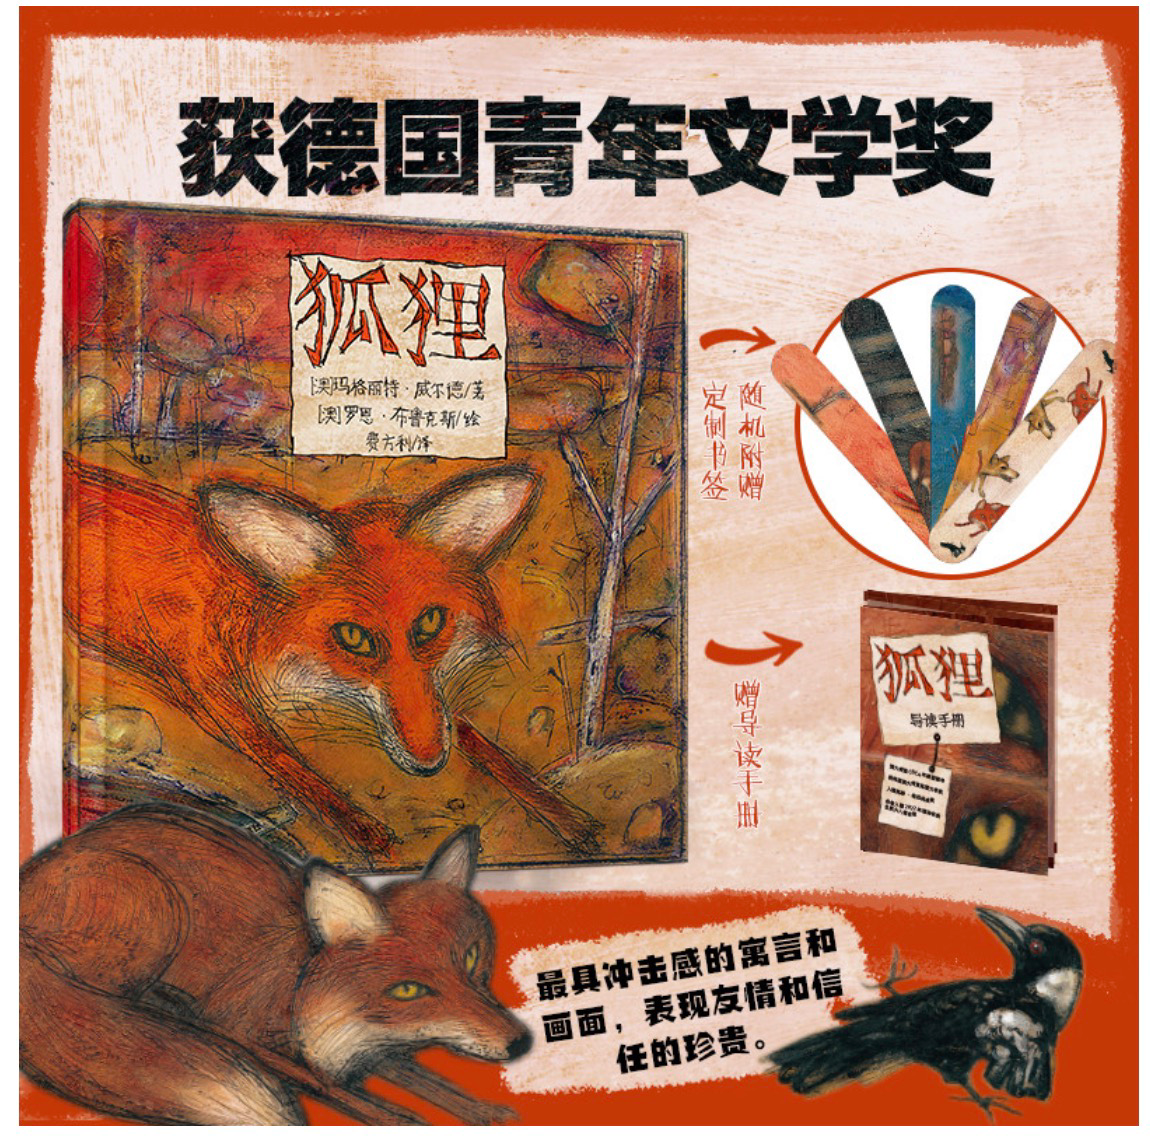 获德国青年文学奖
狐狸
[澳]玛格丽特·威尔德/著
[澳]罗恩·布鲁克斯/绘
费方利/译
随机附赠
定制书签
赠导读手册
狐狸
导读手册
最具冲击感的寓言和
画面，表现友情和信
任的珍贵。